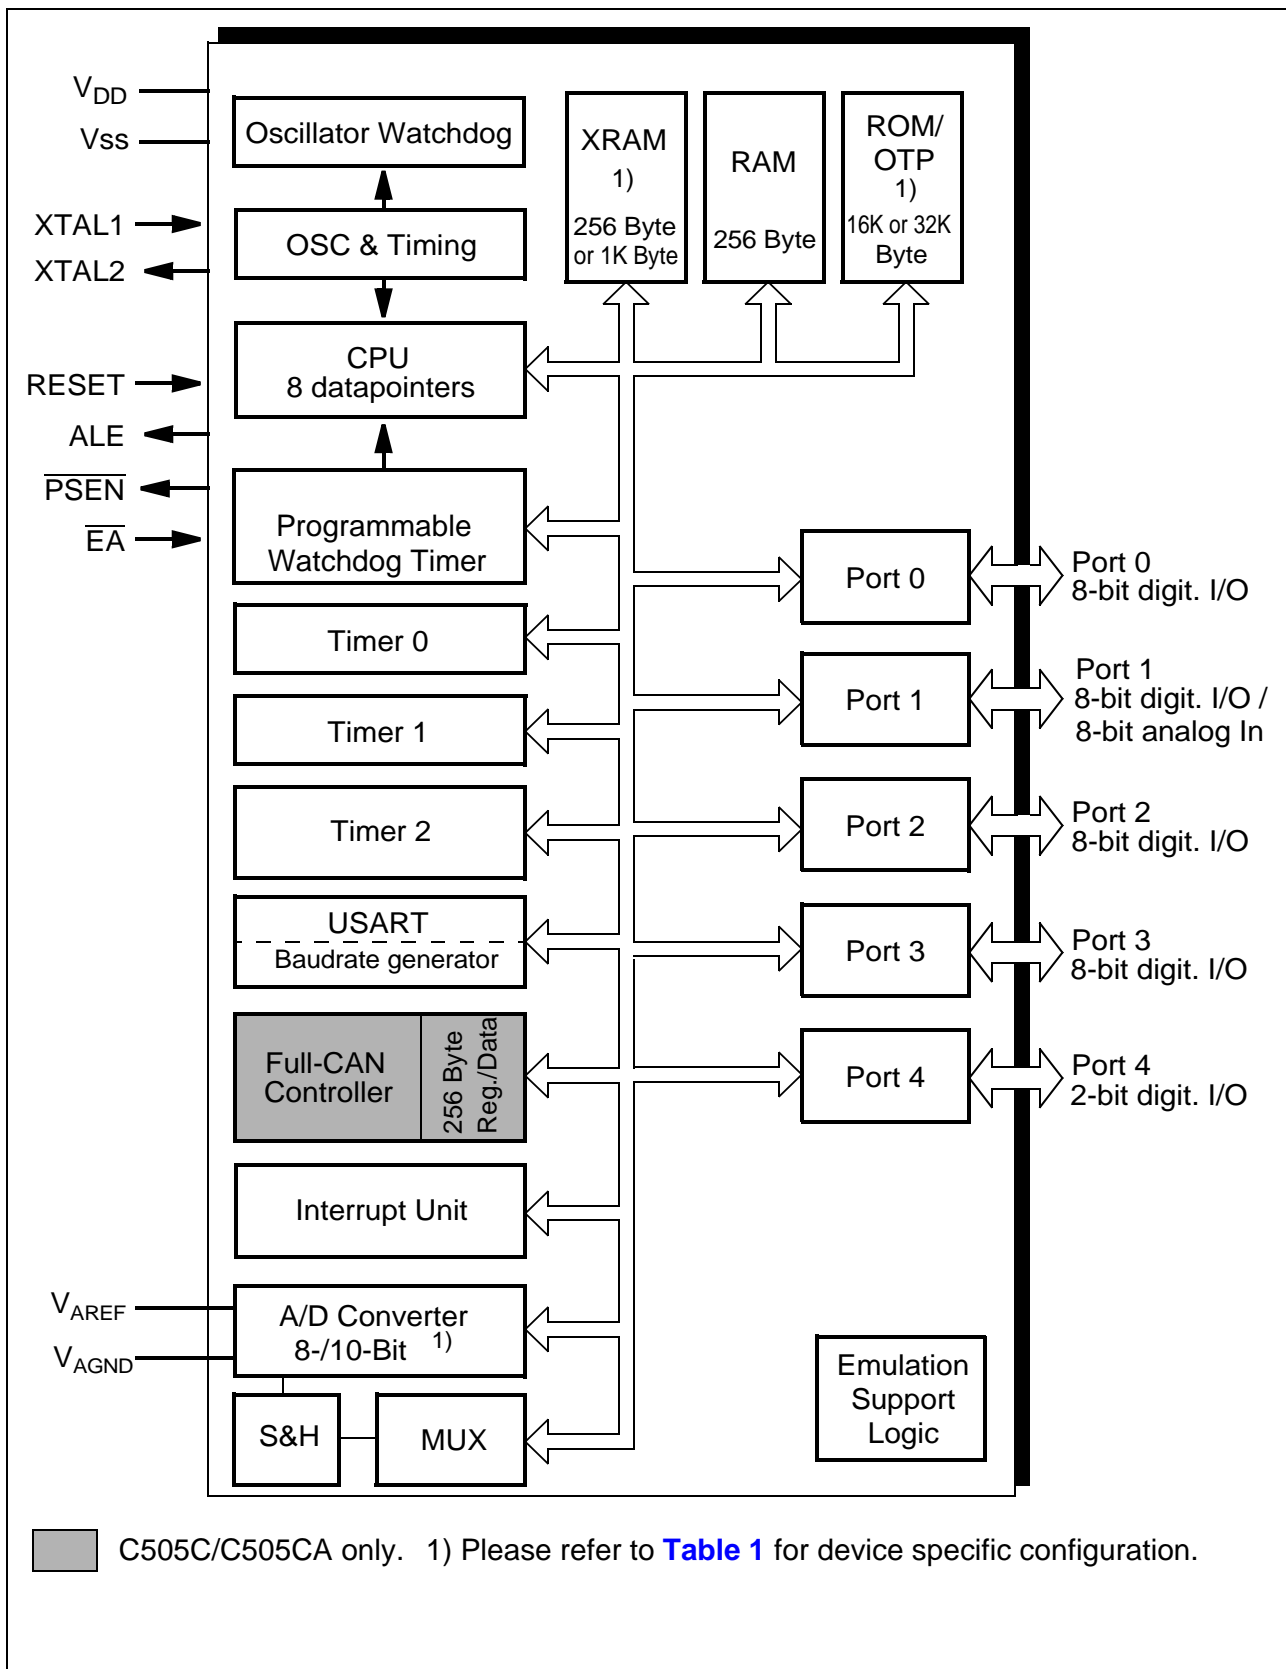 VDD
Vss
XTAL1
XTAL2
RESET
ALE
PSEN
EA
VAREF
VAGND
Oscillator Watchdog
OSC & Timing
CPU
8 datapointers
Programmable
Watchdog Timer
Timer 0
Timer 1
Timer 2
USART
Baudrate generator
Full-CAN
Controller
256 Byte
Reg./Data
Interrupt Unit
A/D Converter
8-/10-Bit 1)
S&H
MUX
XRAM
1)
256 Byte
or 1K Byte
RAM
256 Byte
ROM/
OTP
1)
16K or 32K
Byte
Port 0
Port 1
Port 2
Port 3
Port 4
Emulation
Support
Logic
Port 0
8-bit digit. I/O
Port 1
8-bit digit. I/O /
8-bit analog In
Port 2
8-bit digit. I/O
Port 3
8-bit digit. I/O
Port 4
2-bit digit. I/O
C505C/C505CA only. 1) Please refer to Table 1 for device specific configuration.